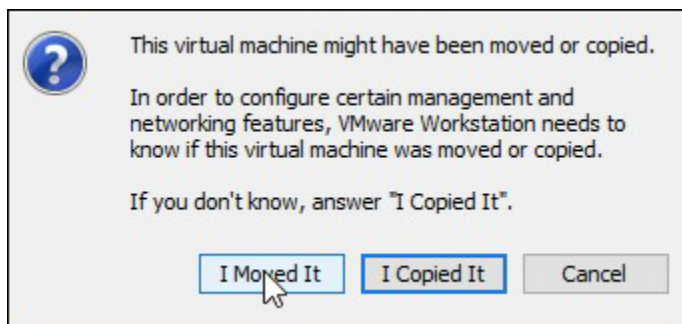 This virtual machine might have been moved or copied.
In order to configure certain management and
networking features, VMware Workstation needs to
know if this virtual machine was moved or copied.
If you don't know, answer "I Copied It".
I Moved It I Copied It Cancel